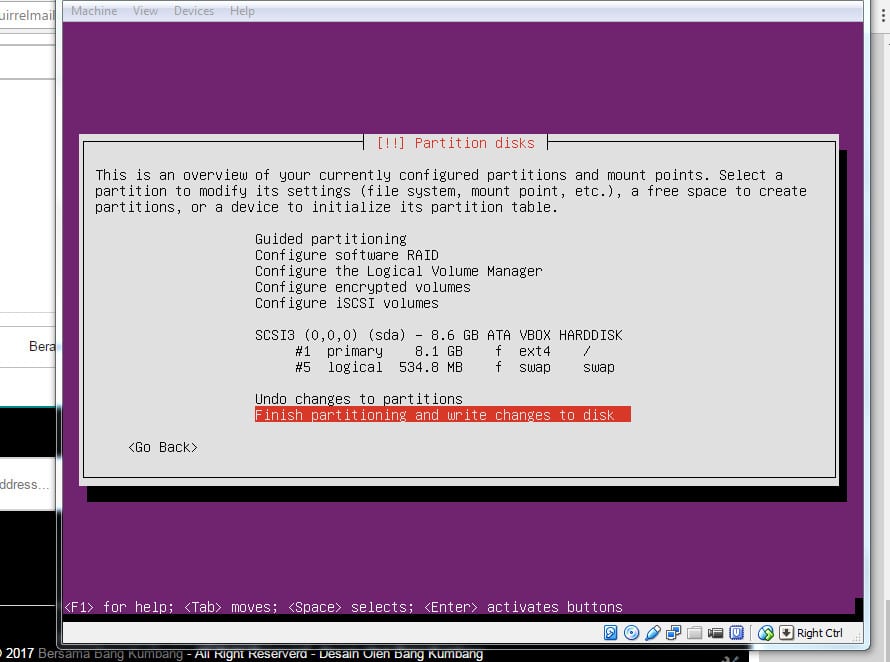 uirrelmail
Machine View Devices Help
[!!] Partition disks
This is an overview of your currently configured partitions and mount points. Select a
partition to modify its settings (file system, mount point, etc.), a free space to create
partitions, or a device to initialize its partition table.
Guided partitioning
Configure software RAID
Configure the Logical Volume Manager
Configure encrypted volumes
Configure iSCSI volumes
SCSI3 (0,0,0) (sda) - 8.6 GB ATA VBOX HARDDISK
#1 primary 8.1 GB f ext4 /
#5 logical 534.8 MB f swap swap
Undo changes to partitions
Finish partitioning and write changes to disk
<Go Back>
Bera
ddress...
<F1> for help; <Tab> moves; <Space> selects; <Enter> activates buttons
Right Ctrl
2017 Bersama Bang Kumbang - All Right Reserverd - Desain Oleh Bang Kumbang